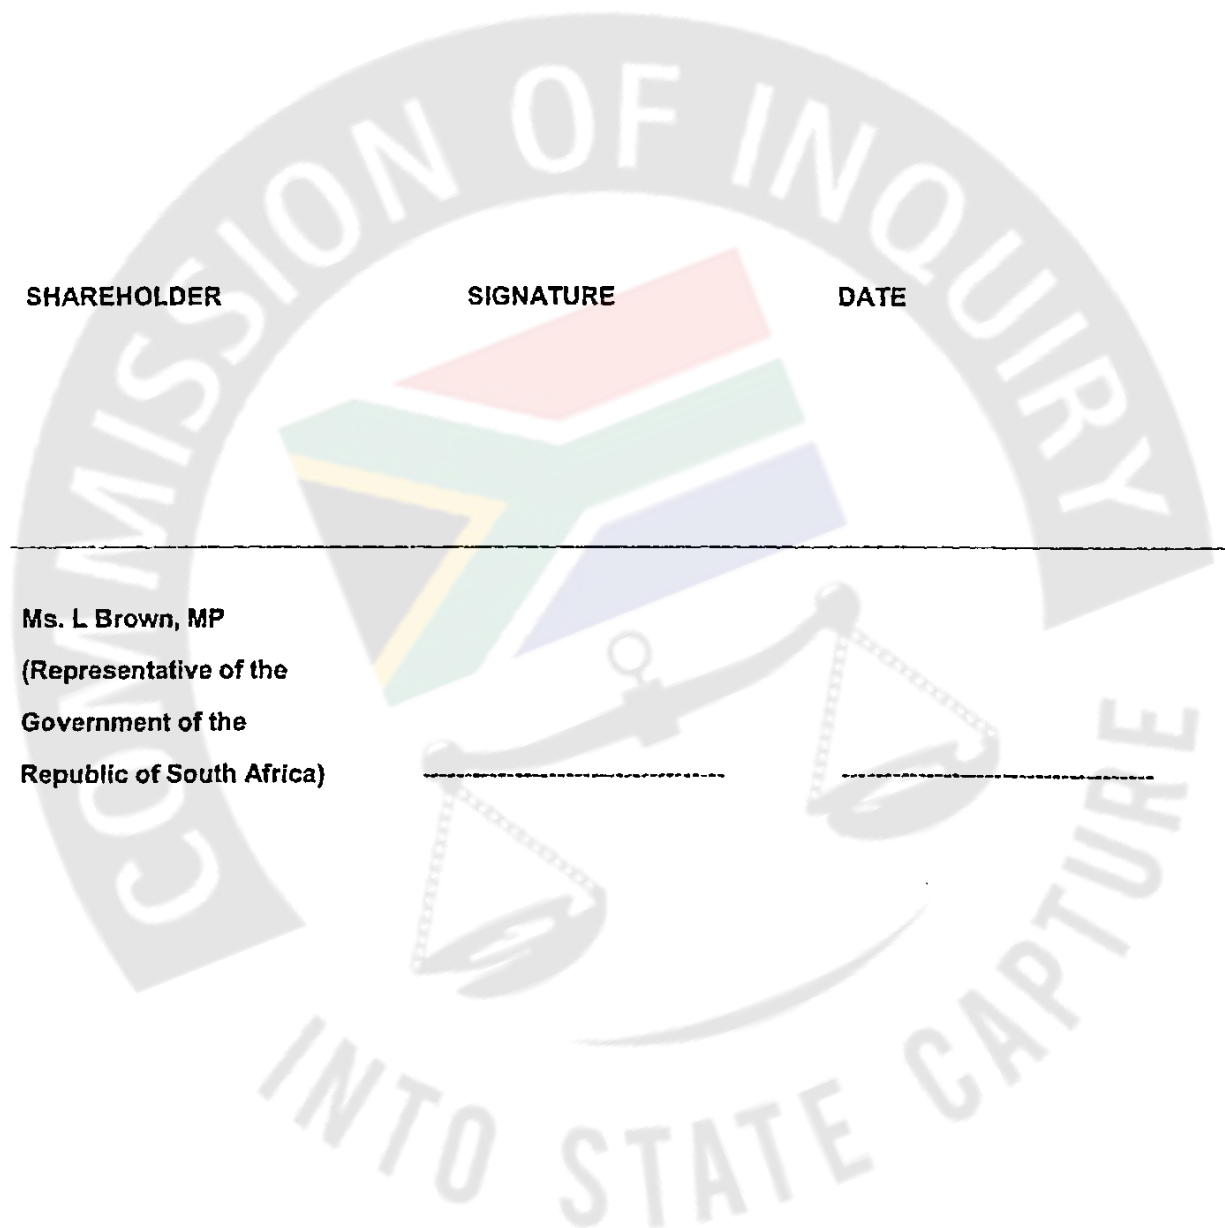 COMMISSION OF INQUIRY
SHAREHOLDER SIGNATURE DATE
Ms. L Brown, MP
(Representative of the
Government of the
Republic of South Africa)
INTO STATE CAPTURE